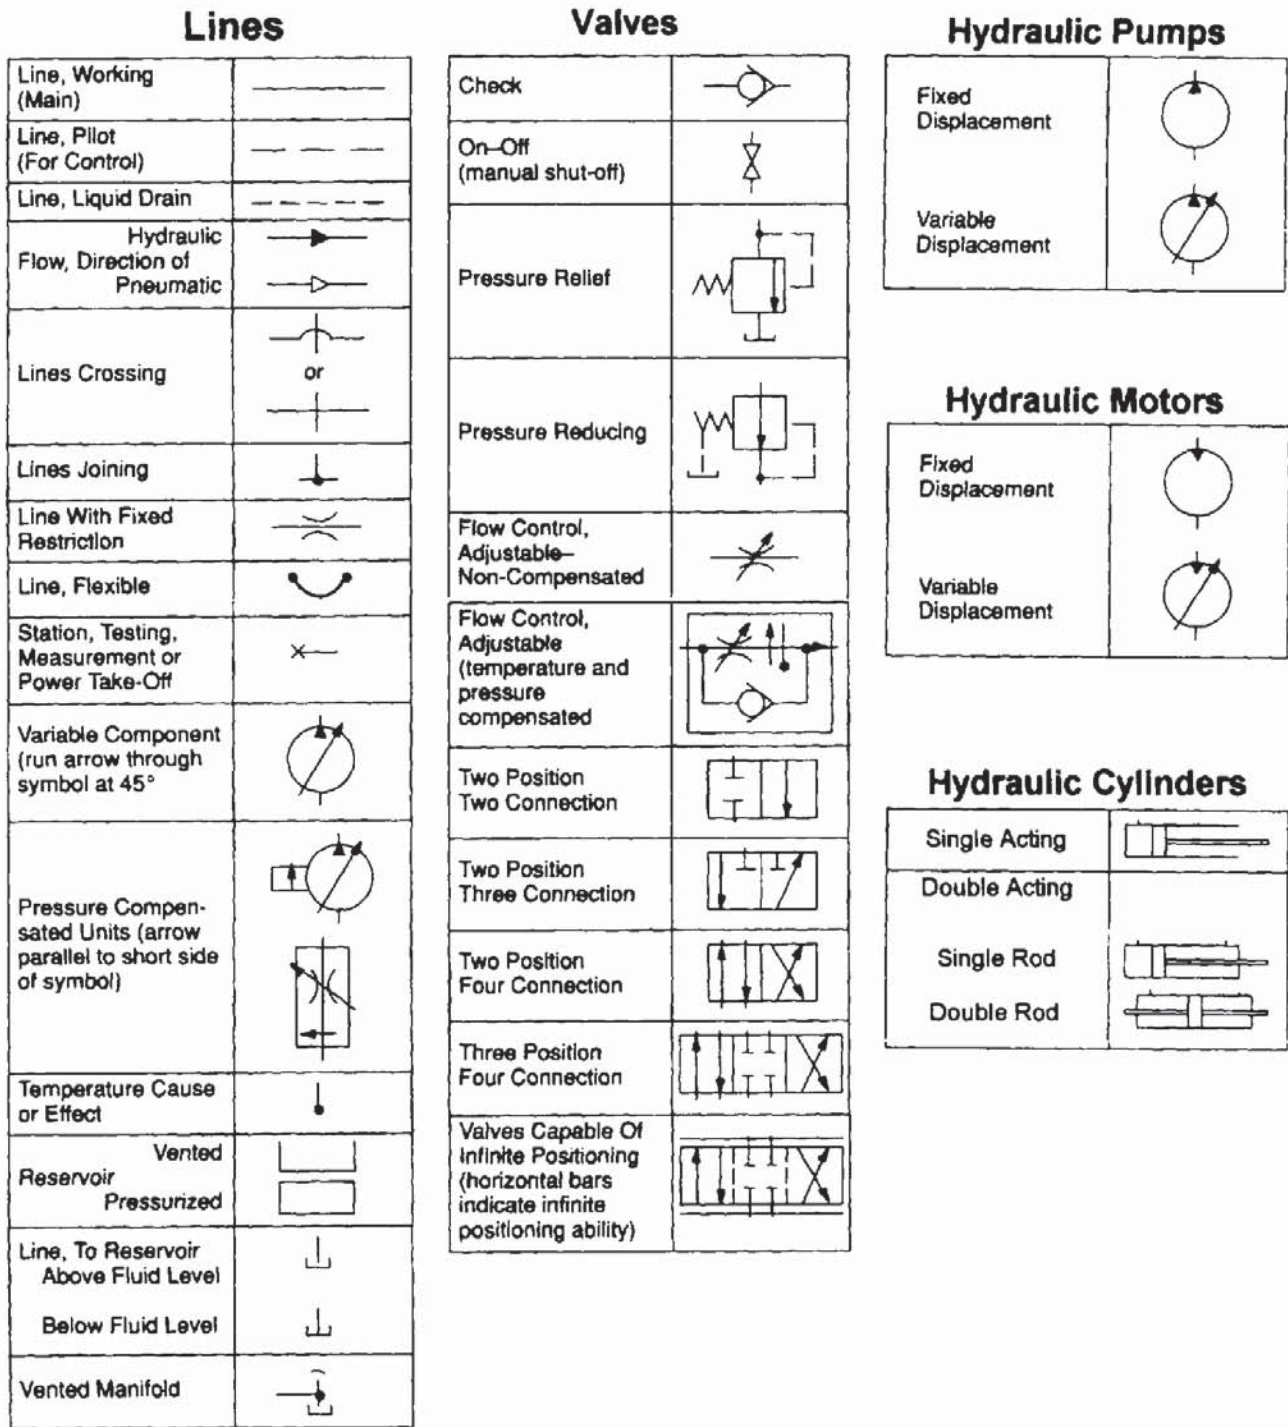 Lines
Line, Working
(Main)
Line, Pilot
(For Control)
Line, Liquid Drain
Hydraulic
Flow, Direction of
Pneumatic
Lines Crossing
or
Lines Joining
Line With Fixed
Restriction
Line, Flexible
Station, Testing,
Measurement or
Power Take-Off
Variable Component
(run arrow through
symbol at 45°
Pressure Compen-
sated Units (arrow
parallel to short side
of symbol)
Temperature Cause
or Effect
Vented
Reservoir
Pressurized
Line, To Reservoir
Above Fluid Level
Below Fluid Level
Vented Manifold
Valves
Check
On–Off
(manual shut-off)
Pressure Relief
Pressure Reducing
Flow Control,
Adjustable–
Non-Compensated
Flow Control,
Adjustable
(temperature and
pressure
compensated
Two Position
Two Connection
Two Position
Three Connection
Two Position
Four Connection
Three Position
Four Connection
Valves Capable Of
Infinite Positioning
(horizontal bars
indicate infinite
positioning ability)
Hydraulic Pumps
Fixed
Displacement
Variable
Displacement
Hydraulic Motors
Fixed
Displacement
Variable
Displacement
Hydraulic Cylinders
Single Acting
Double Acting
Single Rod
Double Rod